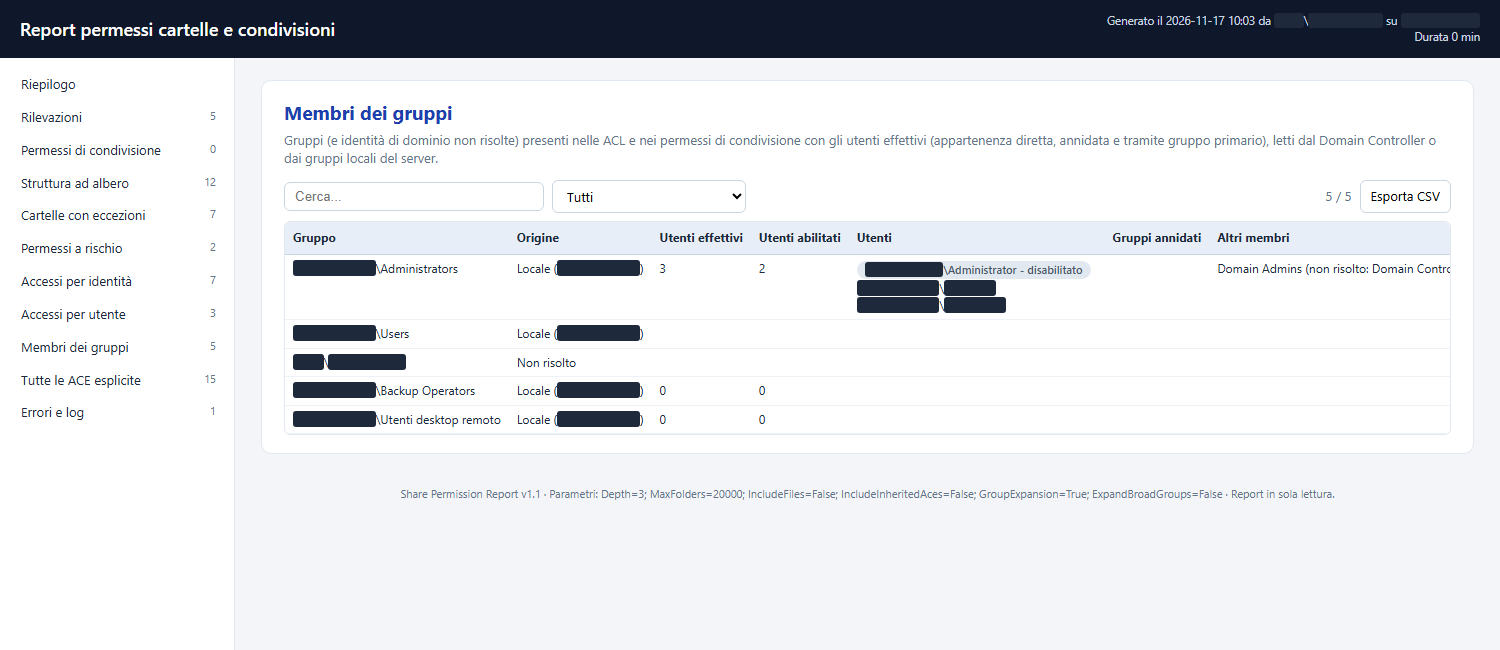 Report permessi cartelle e condivisioni
Generato il 2026-11-17 10:03 da \ su
Durata 0 min
Riepilogo
Rilevazioni 5
Permessi di condivisione 0
Struttura ad albero 12
Cartelle con eccezioni 7
Permessi a rischio 2
Accessi per identità 7
Accessi per utente 3
Membri dei gruppi 5
Tutte le ACE esplicite 15
Errori e log 1
Membri dei gruppi
Gruppi (e identità di dominio non risolte) presenti nelle ACL e nei permessi di condivisione con gli utenti effettivi (appartenenza diretta, annidata e tramite gruppo primario), letti dal Domain Controller o
dai gruppi locali del server.
Cerca... Tutti 5 / 5 Esporta CSV
Gruppo Origine Utenti effettivi Utenti abilitati Utenti Gruppi annidati Altri membri
\Administrators Locale ( ) 3 2 \Administrator - disabilitato Domain Admins (non risolto: Domain Contro
\
\
\Users Locale ( )
\ Non risolto
\Backup Operators Locale ( ) 0 0
\Utenti desktop remoto Locale ( ) 0 0
Share Permission Report v1.1 · Parametri: Depth=3; MaxFolders=20000; IncludeFiles=False; IncludeInheritedAces=False; GroupExpansion=True; ExpandBroadGroups=False · Report in sola lettura.